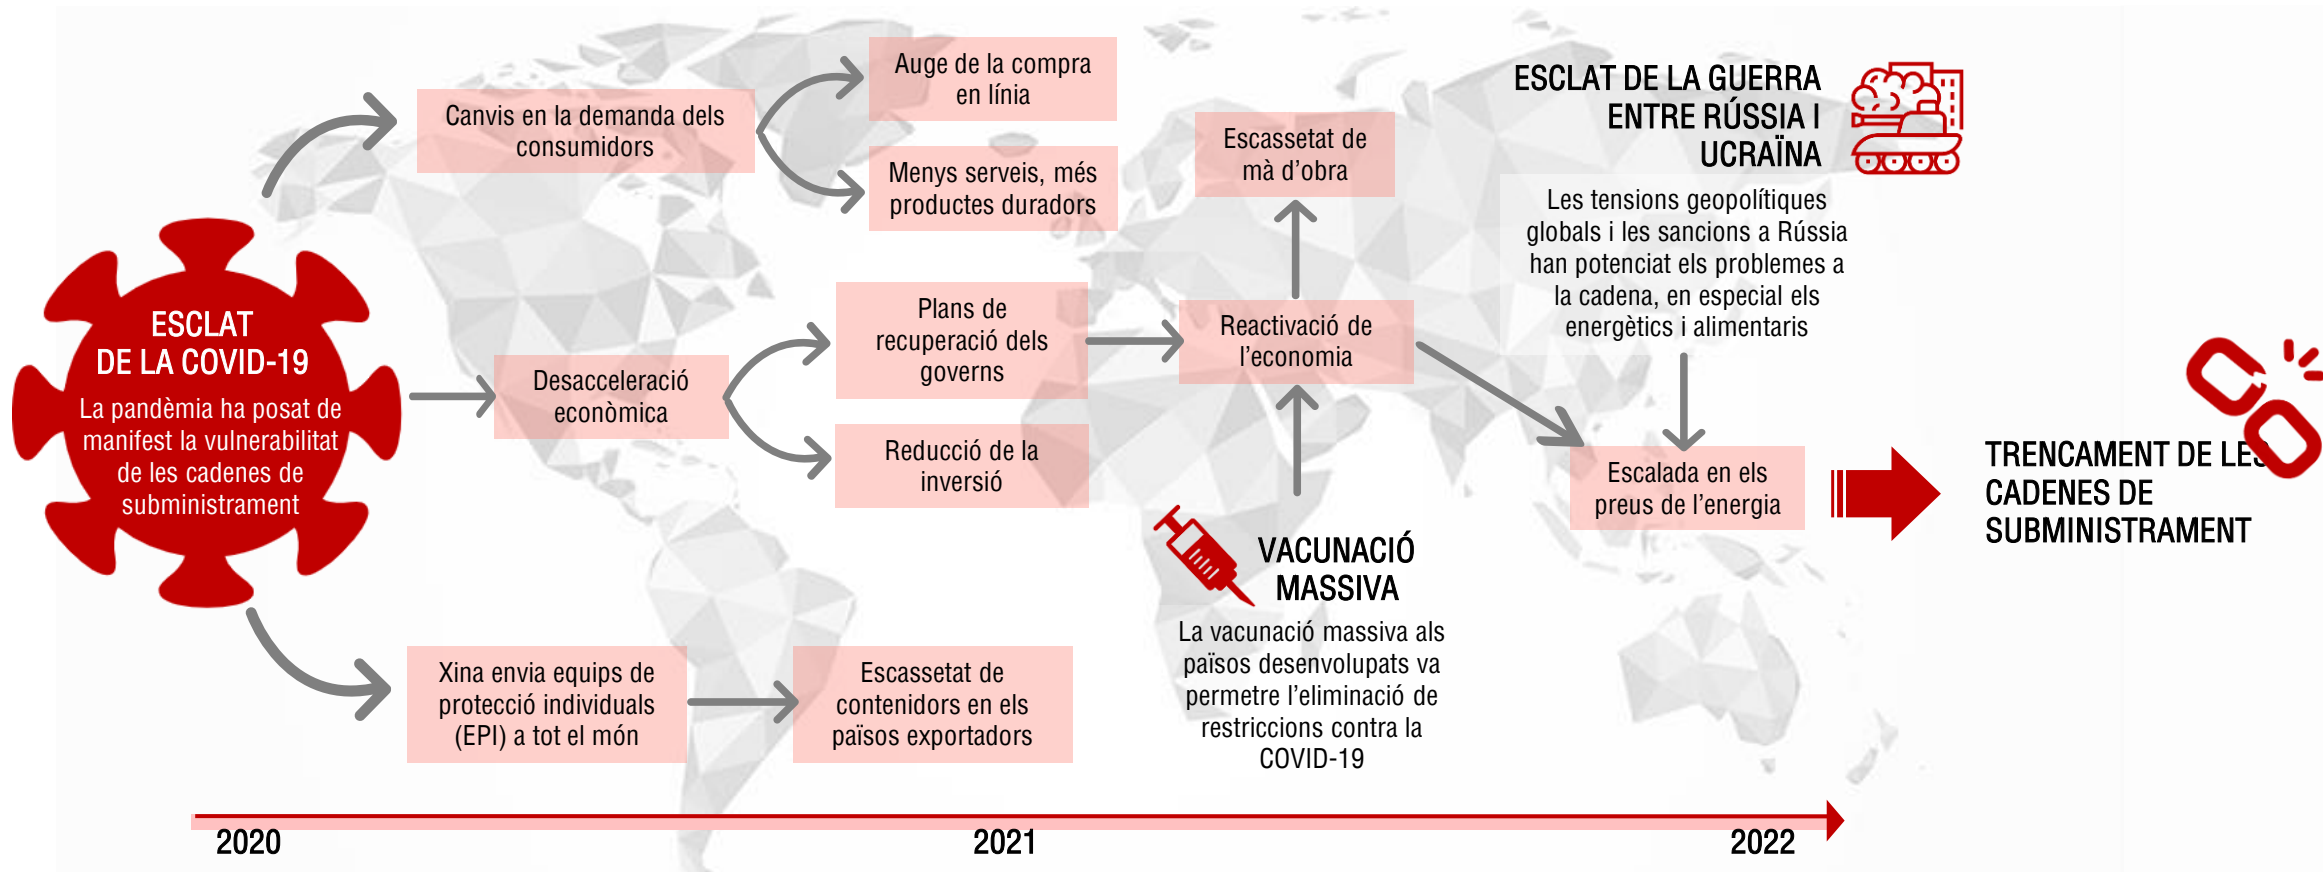 ESCLAT
DE LA COVID-19
La pandèmia ha posat de
manifest la vulnerabilitat
de les cadenes de
subministrament
Canvis en la demanda dels
consumidors
Auge de la compra
en línia
Menys serveis, més
productes duradors
Desacceleració
econòmica
Plans de
recuperació dels
governs
Reducció de la
inversió
Xina envia equips de
protecció individuals
(EPI) a tot el món
Escassetat de
contenidors en els
països exportadors
Escassetat de
mà d’obra
Reactivació de
l’economia
VACUNACIÓ
MASSIVA
La vacunació massiva als
països desenvolupats va
permetre l’eliminació de
restriccions contra la
COVID-19
ESCLAT DE LA GUERRA
ENTRE RÚSSIA I
UCRAÏNA
Les tensions geopolítiques
globals i les sancions a Rússia
han potenciat els problemes a
la cadena, en especial els
energètics i alimentaris
Escalada en els
preus de l’energia
TRENCAMENT DE LES
CADENES DE
SUBMINISTRAMENT
2020
2021
2022